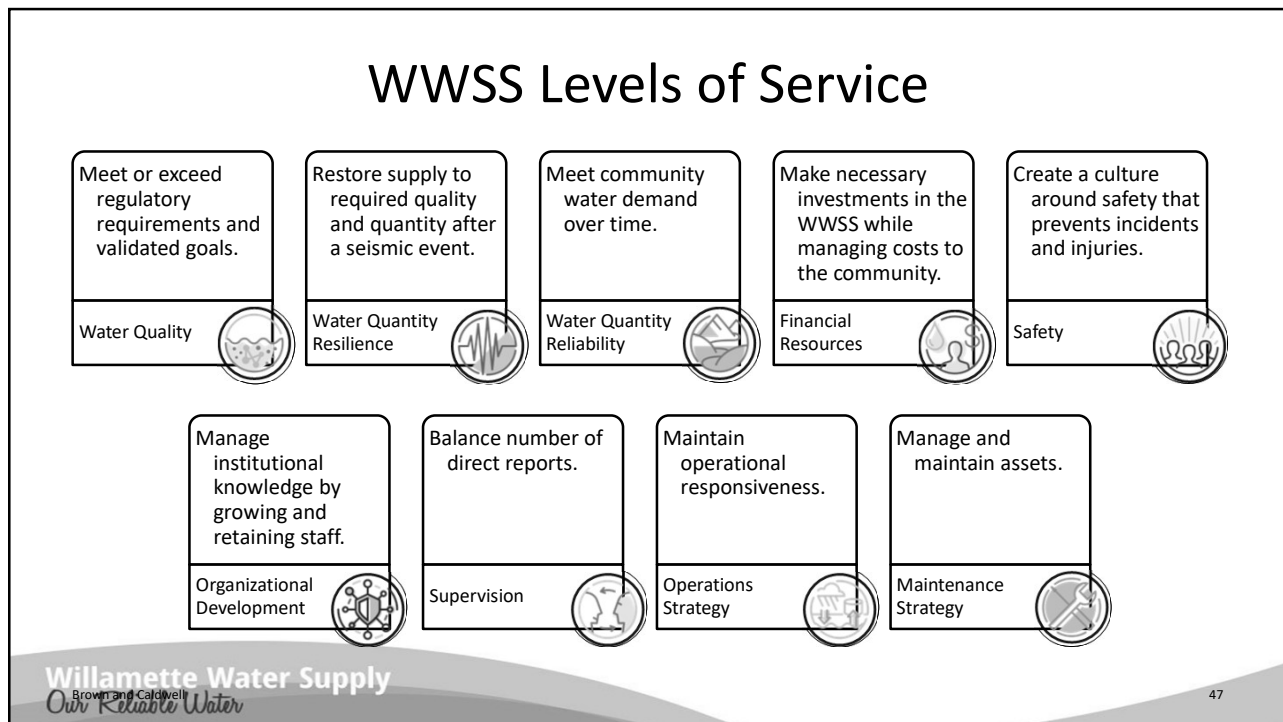 WWSS Levels of Service
Meet or exceed
regulatory
requirements and
validated goals.
Water Quality
Restore supply to
required quality
and quantity after
a seismic event.
Water Quantity
Resilience
Meet community
water demand
over time.
Water Quantity
Reliability
Make necessary
investments in the
WWSS while
managing costs to
the community.
Financial
Resources
$
Create a culture
around safety that
prevents incidents
and injuries.
Safety
Manage
institutional
knowledge by
growing and
retaining staff.
Organizational
Development
Balance number of
direct reports.
Supervision
Maintain
operational
responsiveness.
Operations
Strategy
Manage and
maintain assets.
Maintenance
Strategy
Willamette Water Supply
Our Reliable Water
Brown and Caldwell
47